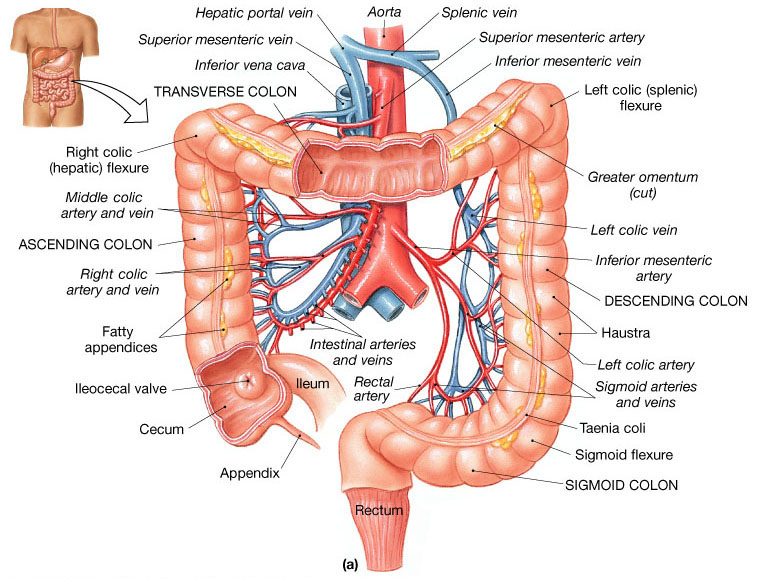 Hepatic portal vein
Aorta
Splenic vein
Superior mesenteric vein
Superior mesenteric artery
Inferior vena cava
Inferior mesenteric vein
TRANSVERSE COLON
Left colic (splenic)
flexure
Right colic
(hepatic) flexure
Greater omentum
(cut)
Middle colic
artery and vein
Left colic vein
ASCENDING COLON
Inferior mesenteric
artery
Right colic
artery and vein
DESCENDING COLON
Fatty
appendices
Haustra
Intestinal arteries
and veins
Left colic artery
Ileocecal valve
Ileum
Rectal
artery
Sigmoid arteries
and veins
Cecum
Taenia coli
Appendix
Sigmoid flexure
SIGMOID COLON
Rectum
(a)